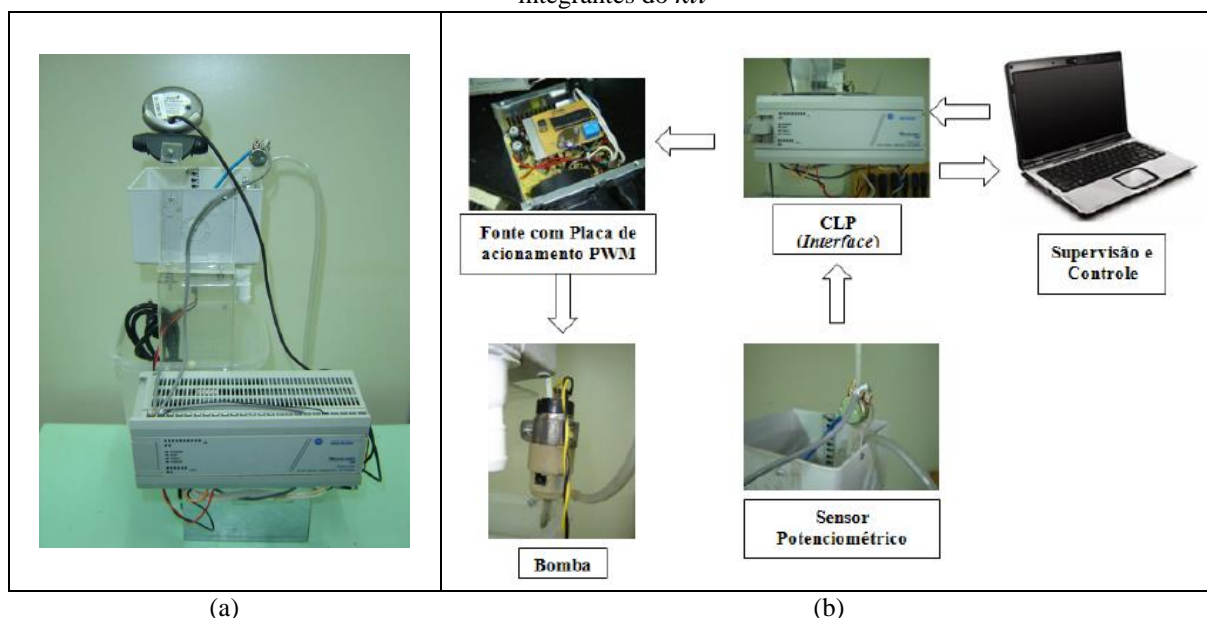 integrantes do kit
Fonte com Placa de
acionamento PWM
CLP
(Interface)
Supervisão e
Controle
Bomba
Sensor
Potenciométrico
(a)
(b)